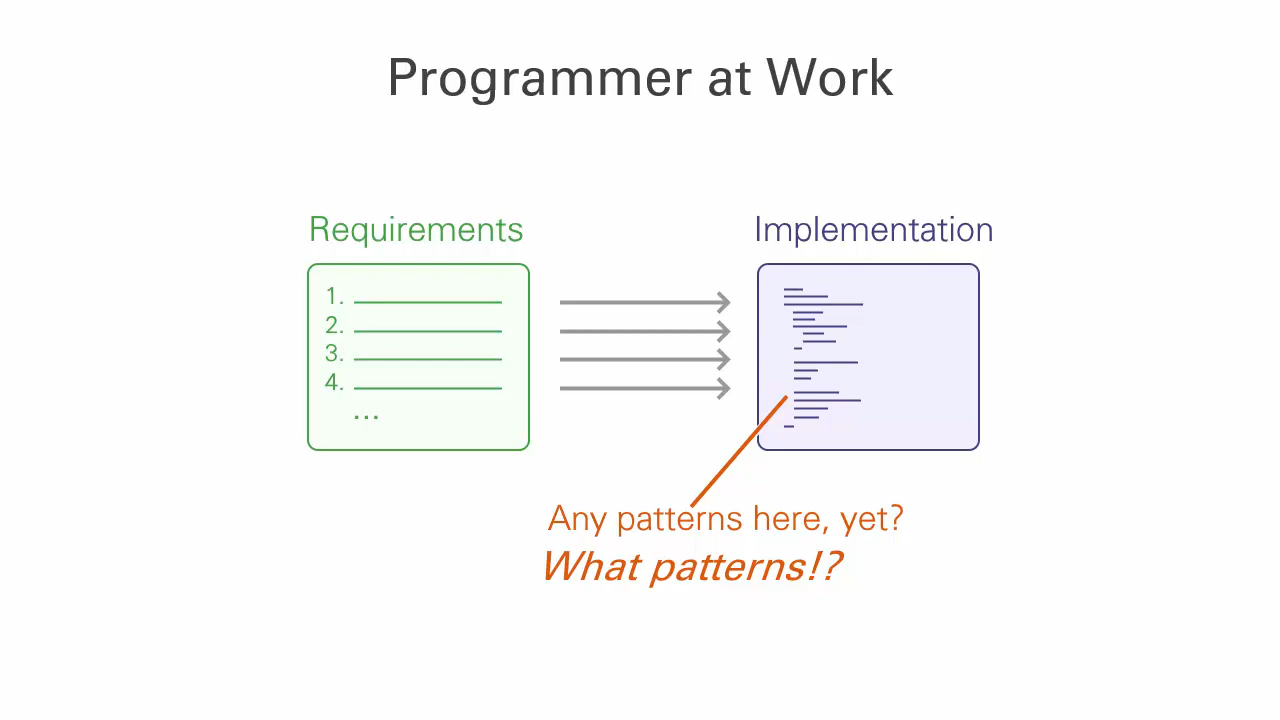 Programmer at Work
Requirements
Implementation
1.
2.
3.
4.
...
Any patterns here, yet?
What patterns!?